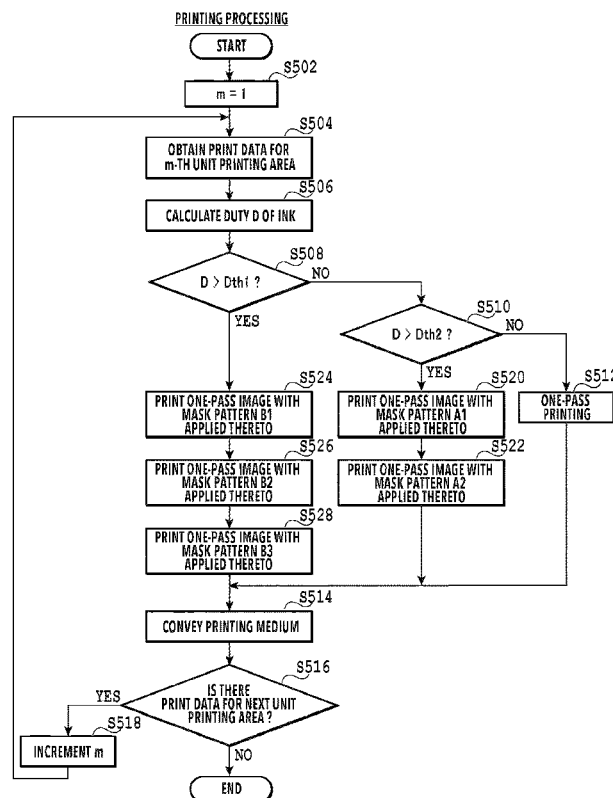 PRINTING PROCESSING
START
S502
m = 1
S504
OBTAIN PRINT DATA FOR
m-TH UNIT PRINTING AREA
S506
CALCULATE DUTY D OF INK
S508
D > Dth1 ?
NO
YES
S510
D > Dth2 ?
NO
YES
S524
PRINT ONE-PASS IMAGE WITH
MASK PATTERN B1
APPLIED THERETO
S520
PRINT ONE-PASS IMAGE WITH
MASK PATTERN A1
APPLIED THERETO
S512
ONE-PASS
PRINTING
S526
PRINT ONE-PASS IMAGE WITH
MASK PATTERN B2
APPLIED THERETO
S522
PRINT ONE-PASS IMAGE WITH
MASK PATTERN A2
APPLIED THERETO
S528
PRINT ONE-PASS IMAGE WITH
MASK PATTERN B3
APPLIED THERETO
S514
CONVEY PRINTING MEDIUM
S516
IS THERE
PRINT DATA FOR NEXT UNIT
PRINTING AREA ?
YES
S518
INCREMENT m
NO
END